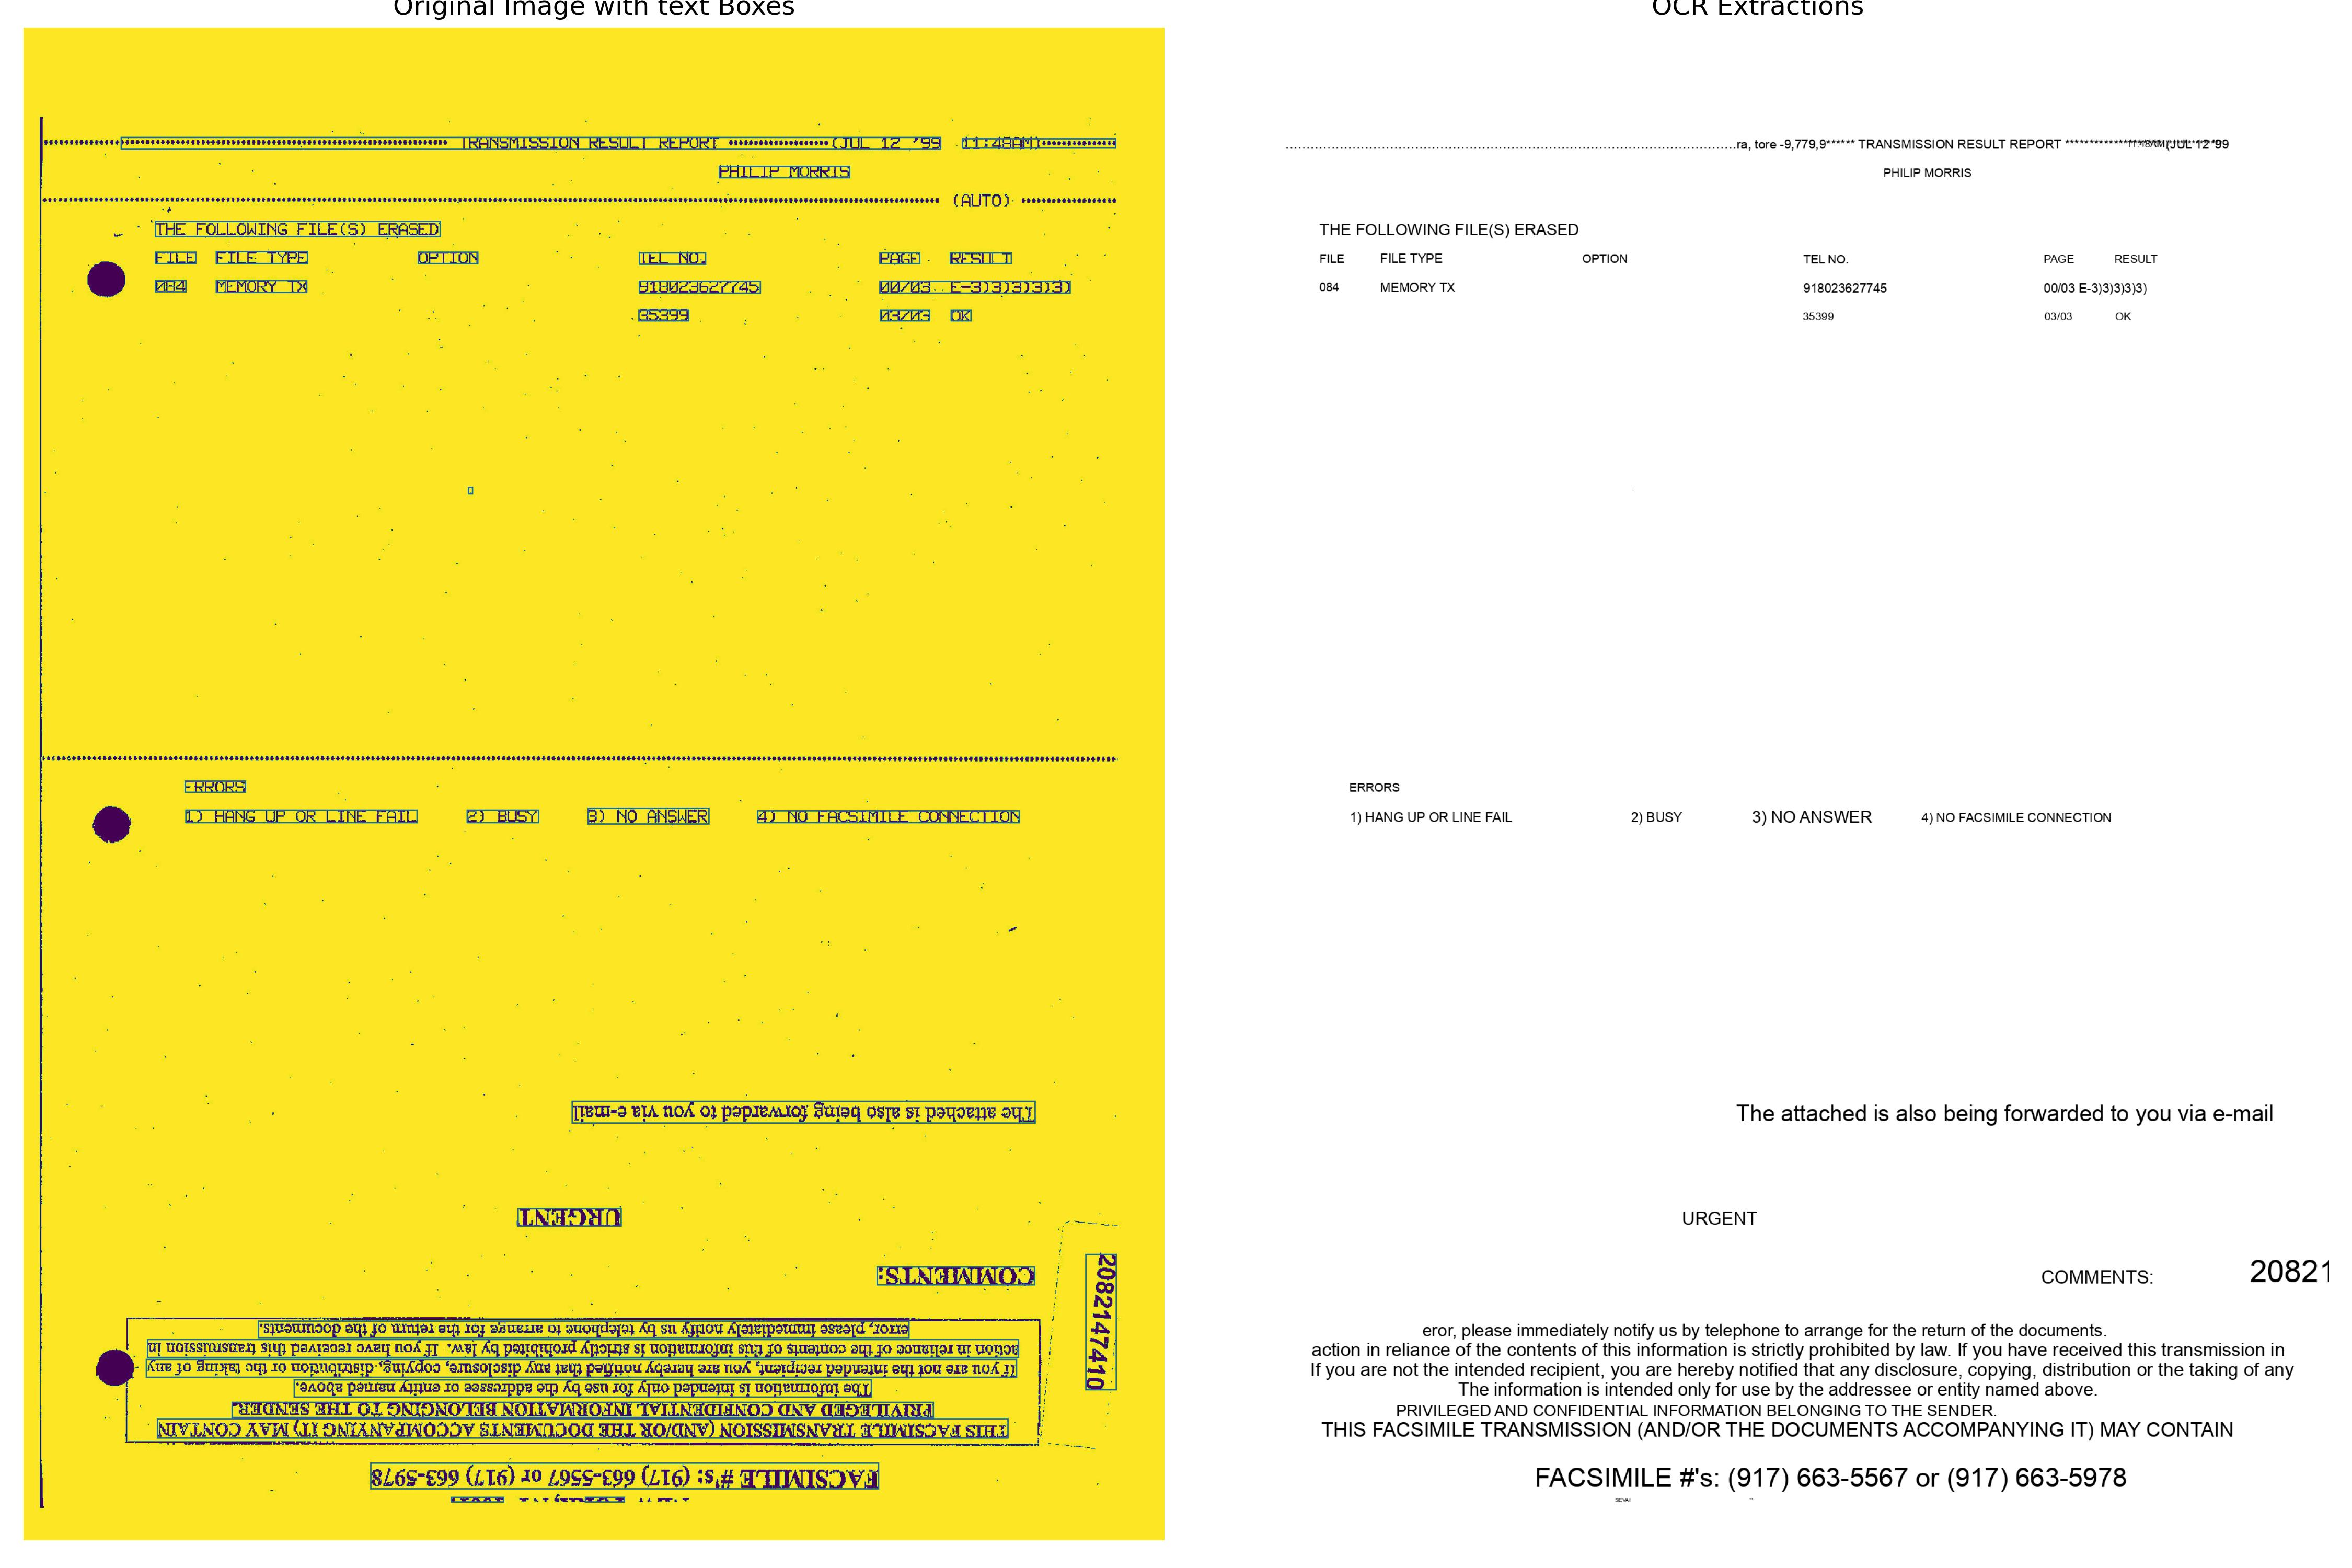 Original Image with text Boxes
TRANSMISSION RESULT REPORT (JUL 12 '99 11:48AM)
PHILIP MORRIS
(AUTO)
THE FOLLOWING FILE(S) ERASED
FILE FILE TYPE OPTION TEL NO. PAGE RESULT
084 MEMORY TX 918023627745 00/03 E-3)3)3)3)3)
35399 03/03 OK
ERRORS
1) HANG UP OR LINE FAIL 2) BUSY 3) NO ANSWER 4) NO FACSIMILE CONNECTION
The attached is also being forwarded to you via e-mail
URGENT
COMMENTS:
2082147410
error, please immediately notify us by telephone to arrange for the return of the documents.
action in reliance of the contents of this information is strictly prohibited by law. If you have received this transmission in
If you are not the intended recipient, you are hereby notified that any disclosure, copying, distribution or the taking of any
The information is intended only for use by the addressee or entity named above.
PRIVILEGED AND CONFIDENTIAL INFORMATION BELONGING TO THE SENDER.
THIS FACSIMILE TRANSMISSION (AND/OR THE DOCUMENTS ACCOMPANYING IT) MAY CONTAIN
FACSIMILE #'s: (917) 663-5567 or (917) 663-5978
OCR Extractions
ra, tore -9,779,9****** TRANSMISSION RESULT REPORT ******************** 11:48AM (JUL 12 '99
PHILIP MORRIS
THE FOLLOWING FILE(S) ERASED
FILE FILE TYPE OPTION TEL NO. PAGE RESULT
084 MEMORY TX 918023627745 00/03 E-3)3)3)3)3)
35399 03/03 OK
ERRORS
1) HANG UP OR LINE FAIL 2) BUSY 3) NO ANSWER 4) NO FACSIMILE CONNECTION
The attached is also being forwarded to you via e-mail
URGENT
COMMENTS: 20821
eror, please immediately notify us by telephone to arrange for the return of the documents.
action in reliance of the contents of this information is strictly prohibited by law. If you have received this transmission in
If you are not the intended recipient, you are hereby notified that any disclosure, copying, distribution or the taking of any
The information is intended only for use by the addressee or entity named above.
PRIVILEGED AND CONFIDENTIAL INFORMATION BELONGING TO THE SENDER.
THIS FACSIMILE TRANSMISSION (AND/OR THE DOCUMENTS ACCOMPANYING IT) MAY CONTAIN
FACSIMILE #'s: (917) 663-5567 or (917) 663-5978